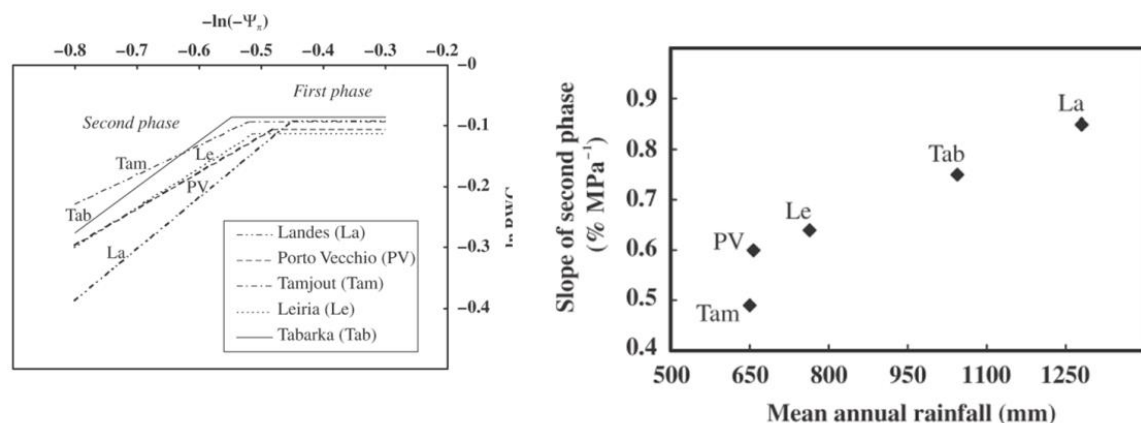 −ln(−Ψπ)
−0.8 −0.7 −0.6 −0.5 −0.4 −0.3 −0.2
−0
First phase
Second phase
−0.1
Le
Tam
PV
−0.2
Tab
Landes (La)
La
−0.3
Porto Vecchio (PV)
Tamjout (Tam)
−0.4
Leiria (Le)
Tabarka (Tab)
Slope of second phase
(% MPa⁻¹)
0.9
0.8
0.7
0.6
0.5
0.4
La
Tab
Le
PV
Tam
500 650 800 950 1100 1250
Mean annual rainfall (mm)